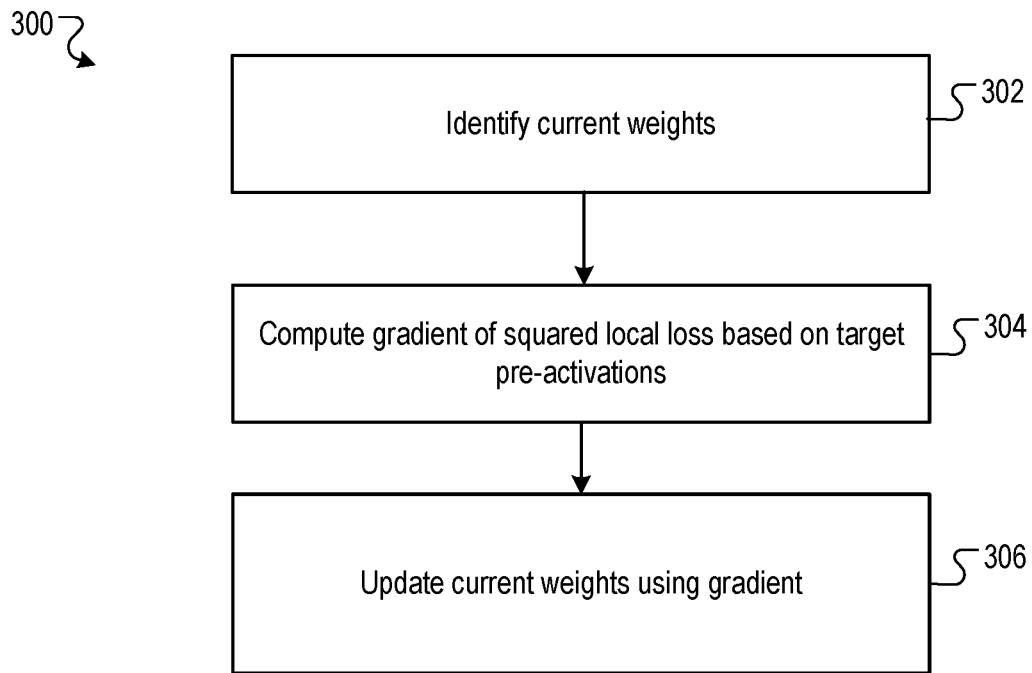 300
Identify current weights
302
Compute gradient of squared local loss based on target
pre-activations
304
Update current weights using gradient
306